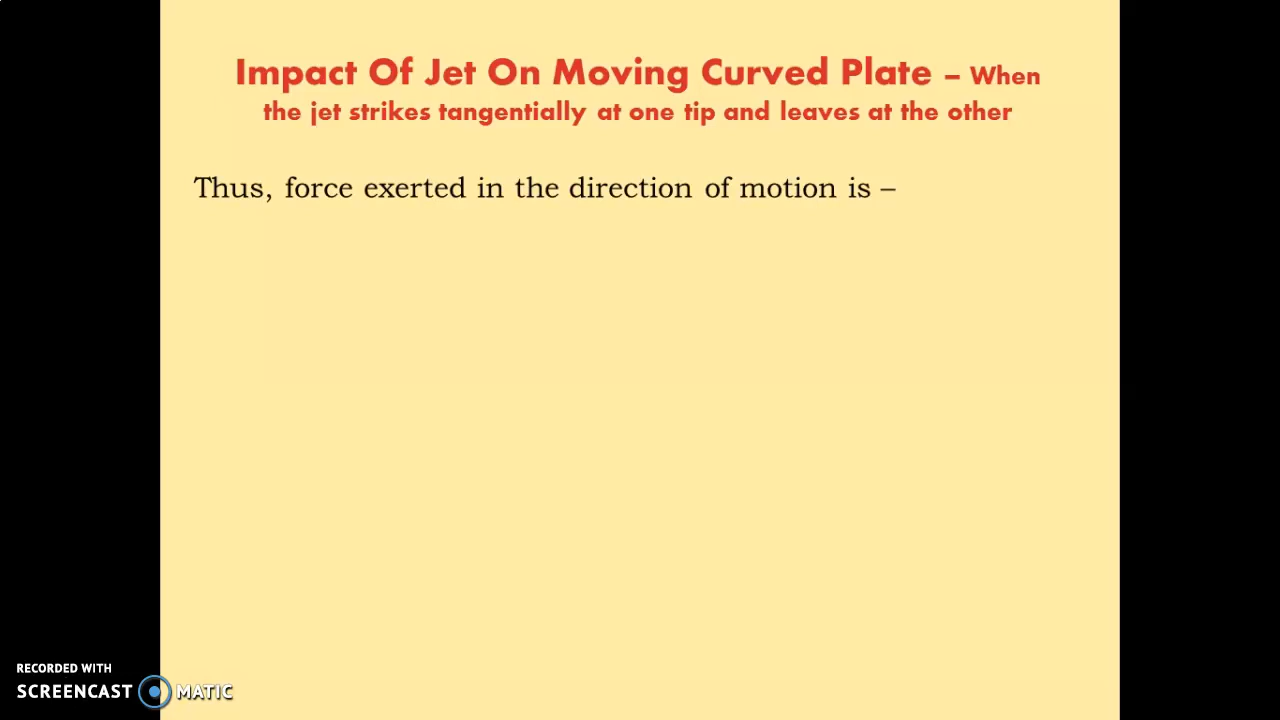 Impact Of Jet On Moving Curved Plate – When
the jet strikes tangentially at one tip and leaves at the other
Thus, force exerted in the direction of motion is –
RECORDED WITH
SCREENCAST MATIC